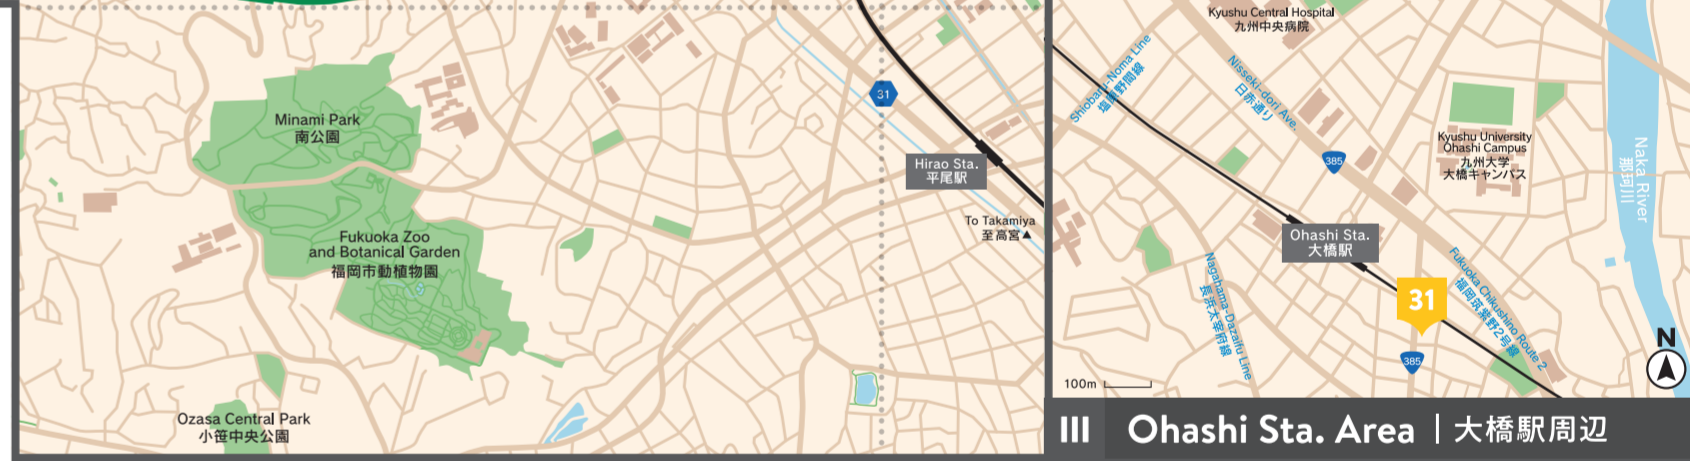 Minami Park
南公園
Fukuoka Zoo
and Botanical Garden
福岡市動植物園
Ozasa Central Park
小笹中央公園
31
Hirao Sta.
平尾駅
To Takamiya
至高宮▲
Kyushu Central Hospital
九州中央病院
Shiobaru-Noma Line
塩原野間線
Nisseki-dori Ave.
日赤通り
385
Kyushu University
Ohashi Campus
九州大学
大橋キャンパス
Naka River
那珂川
Ohashi Sta.
大橋駅
Nagahama-Dazaifu Line
長浜太宰府線
Fukuoka Chikushino Route 2
福岡筑紫野2号線
31
385
100m
N
III Ohashi Sta. Area | 大橋駅周辺